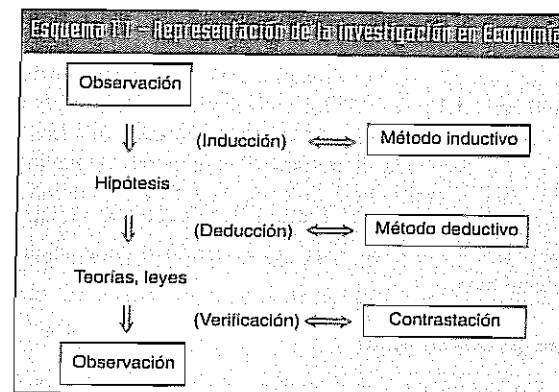 Esquema 1.1 – Representación de la investigación en Economía
Observación
(Inducción) Método inductivo
Hipótesis
(Deducción) Método deductivo
Teorías, leyes
(Verificación) Contrastación
Observación